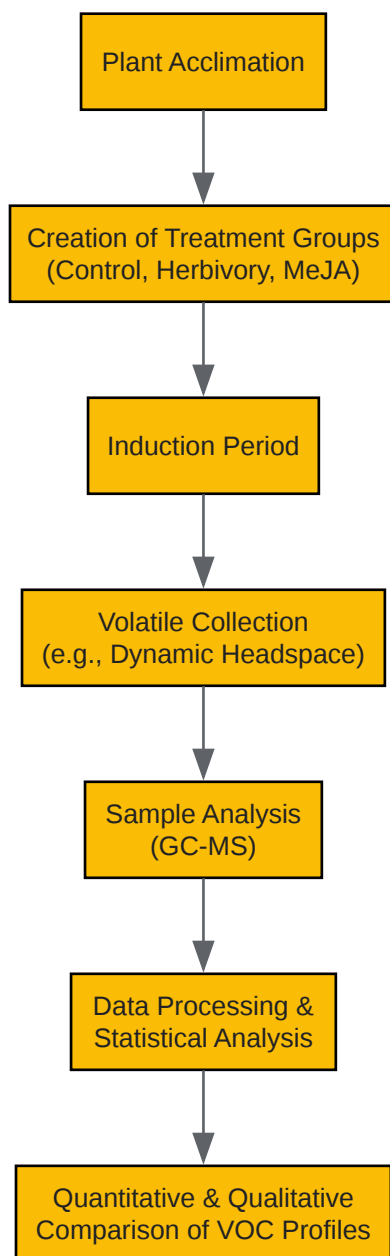 Plant Acclimation
Creation of Treatment Groups
(Control, Herbivory, MeJA)
Induction Period
Volatile Collection
(e.g., Dynamic Headspace)
Sample Analysis
(GC-MS)
Data Processing &
Statistical Analysis
Quantitative & Qualitative
Comparison of VOC Profiles